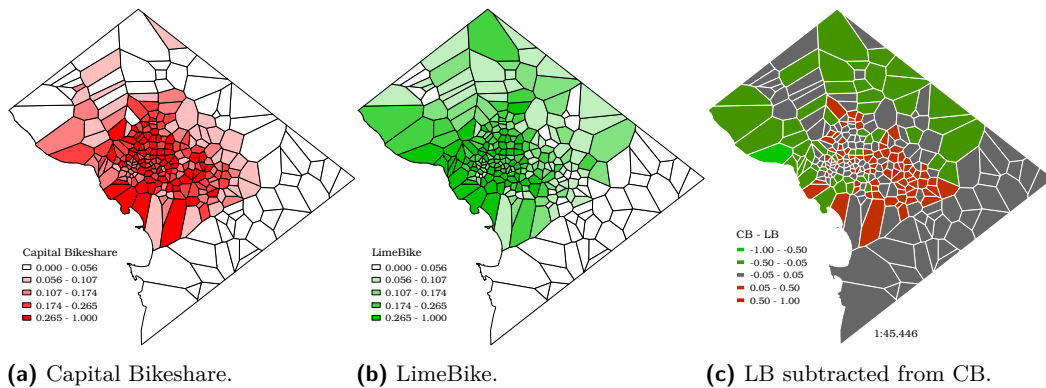 Capital Bikeshare
0.000 - 0.056
0.056 - 0.107
0.107 - 0.174
0.174 - 0.265
0.265 - 1.000
LimeBike
0.000 - 0.056
0.056 - 0.107
0.107 - 0.174
0.174 - 0.265
0.265 - 1.000
CB - LB
-1.00 - -0.50
-0.50 - -0.05
-0.05 - 0.05
0.05 - 0.50
0.50 - 1.00
1:45,446
(a) Capital Bikeshare.
(b) LimeBike.
(c) LB subtracted from CB.